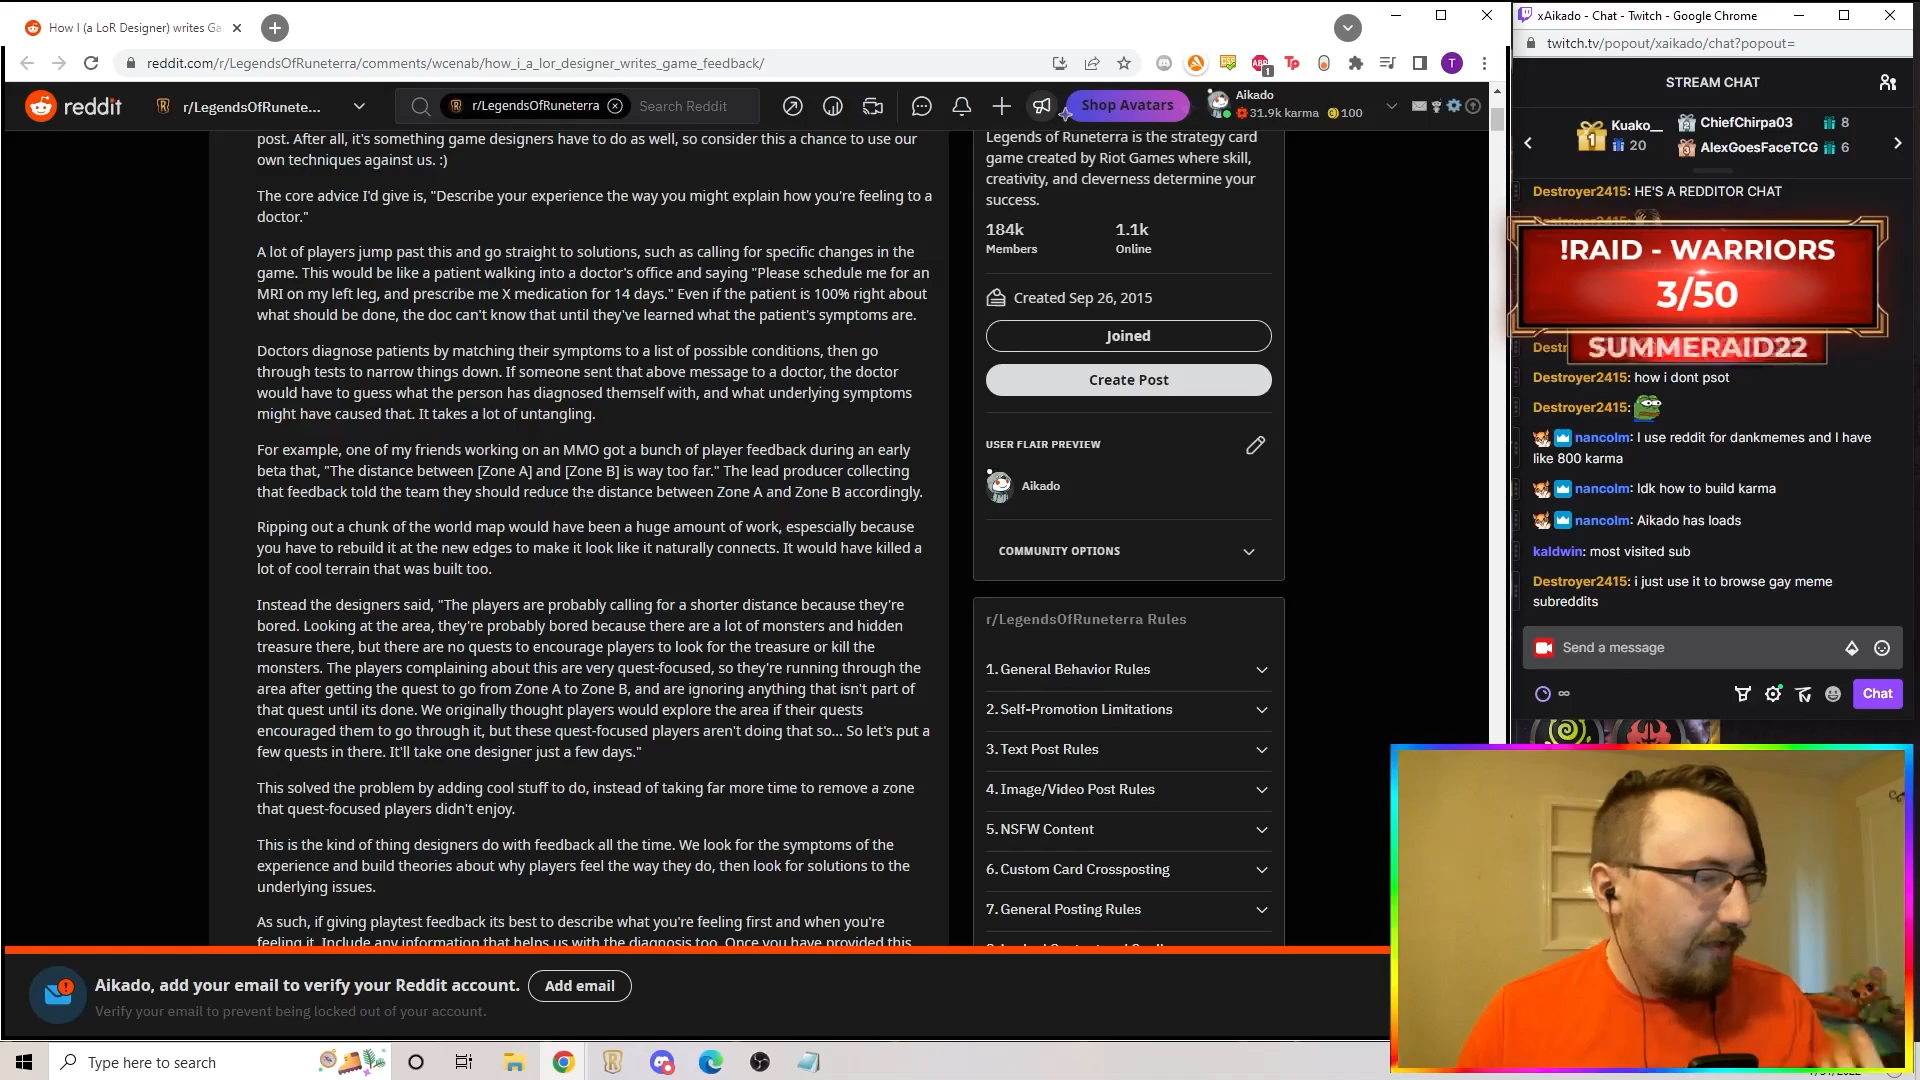 How I (a LoR Designer) writes Ga
xAikado - Chat - Twitch - Google Chrome
reddit.com/r/LegendsOfRuneterra/comments/wcenab/how_i_a_lor_designer_writes_game_feedback/
1
T
twitch.tv/popout/xaikado/chat?popout=
reddit
r/LegendsOfRunete...
r/LegendsOfRuneterra
Search Reddit
Shop Avatars
Aikado
31.9k karma
100
post. After all, it's something game designers have to do as well, so consider this a chance to use our
own techniques against us. :)
The core advice I'd give is, "Describe your experience the way you might explain how you're feeling to a
doctor."
A lot of players jump past this and go straight to solutions, such as calling for specific changes in the
game. This would be like a patient walking into a doctor's office and saying "Please schedule me for an
MRI on my left leg, and prescribe me X medication for 14 days." Even if the patient is 100% right about
what should be done, the doc can't know that until they've learned what the patient's symptoms are.
Doctors diagnose patients by matching their symptoms to a list of possible conditions, then go
through tests to narrow things down. If someone sent that above message to a doctor, the doctor
would have to guess what the person has diagnosed themself with, and what underlying symptoms
might have caused that. It takes a lot of untangling.
For example, one of my friends working on an MMO got a bunch of player feedback during an early
beta that, "The distance between [Zone A] and [Zone B] is way too far." The lead producer collecting
that feedback told the team they should reduce the distance between Zone A and Zone B accordingly.
Ripping out a chunk of the world map would have been a huge amount of work, espescially because
you have to rebuild it at the new edges to make it look like it naturally connects. It would have killed a
lot of cool terrain that was built too.
Instead the designers said, "The players are probably calling for a shorter distance because they're
bored. Looking at the area, they're probably bored because there are a lot of monsters and hidden
treasure there, but there are no quests to encourage players to look for the treasure or kill the
monsters. The players complaining about this are very quest-focused, so they're running through the
area after getting the quest to go from Zone A to Zone B, and are ignoring anything that isn't part of
that quest until its done. We originally thought players would explore the area if their quests
encouraged them to go through it, but these quest-focused players aren't doing that so... So let's put a
few quests in there. It'll take one designer just a few days."
This solved the problem by adding cool stuff to do, instead of taking far more time to remove a zone
that quest-focused players didn't enjoy.
This is the kind of thing designers do with feedback all the time. We look for the symptoms of the
experience and build theories about why players feel the way they do, then look for solutions to the
underlying issues.
As such, if giving playtest feedback its best to describe what you're feeling first and when you're
feeling it. Include any information that helps us with the diagnosis too. Once you have provided this
Legends of Runeterra is the strategy card
game created by Riot Games where skill,
creativity, and cleverness determine your
success.
184k
1.1k
Members
Online
Created Sep 26, 2015
Joined
Create Post
USER FLAIR PREVIEW
Aikado
COMMUNITY OPTIONS
r/LegendsOfRuneterra Rules
1. General Behavior Rules
2. Self-Promotion Limitations
3. Text Post Rules
4. Image/Video Post Rules
5. NSFW Content
6. Custom Card Crossposting
7. General Posting Rules
STREAM CHAT
1
Kuako__
20
2
ChiefChirpa03
8
3
AlexGoesFaceTCG
6
Destroyer2415: HE'S A REDDITOR CHAT
!RAID - WARRIORS
3/50
Destr
SUMMERAID22
Destroyer2415: how i dont psot
Destroyer2415:
nancolm: I use reddit for dankmemes and I have
like 800 karma
nancolm: Idk how to build karma
nancolm: Aikado has loads
kaldwin: most visited sub
Destroyer2415: i just use it to browse gay meme
subreddits
Send a message
Chat
Aikado, add your email to verify your Reddit account.
Add email
Verify your email to prevent being locked out of your account.
Type here to search